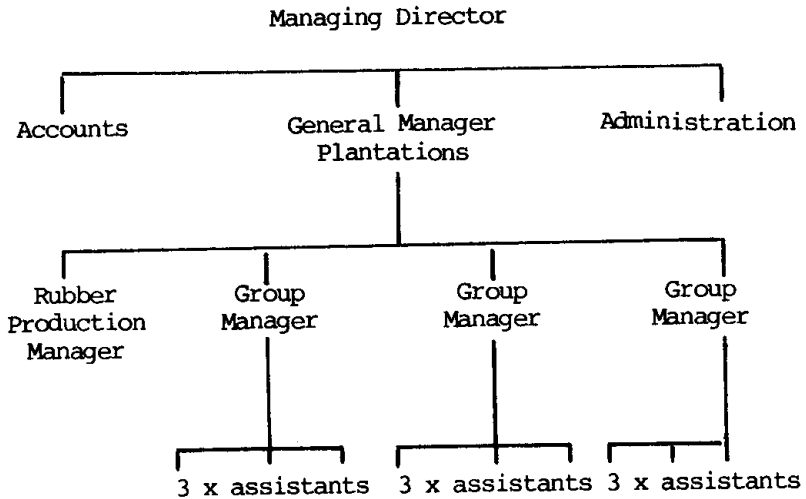 Managing Director
Accounts
General Manager
Plantations
Administration
Rubber
Production
Manager
Group
Manager
Group
Manager
Group
Manager
3 x assistants
3 x assistants
3 x assistants